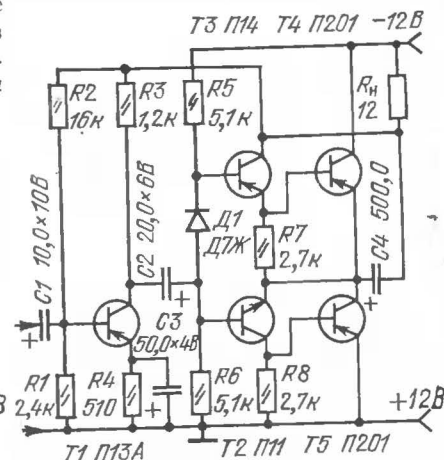 Т3 П14 Т4 П201 -12В
R2
16к
R3
1,2к
R5
5,1к
Rн
12
C1 10,0×10В
C2 20,0×6В
Д1
Д7Ж
R7
2,7к
C4 500,0
C3
50,0×4В
R1
2,4к
R4
510
R6
5,1к
R8
2,7к
+12В
Т1 П13А Т2 П11 Т5 П201